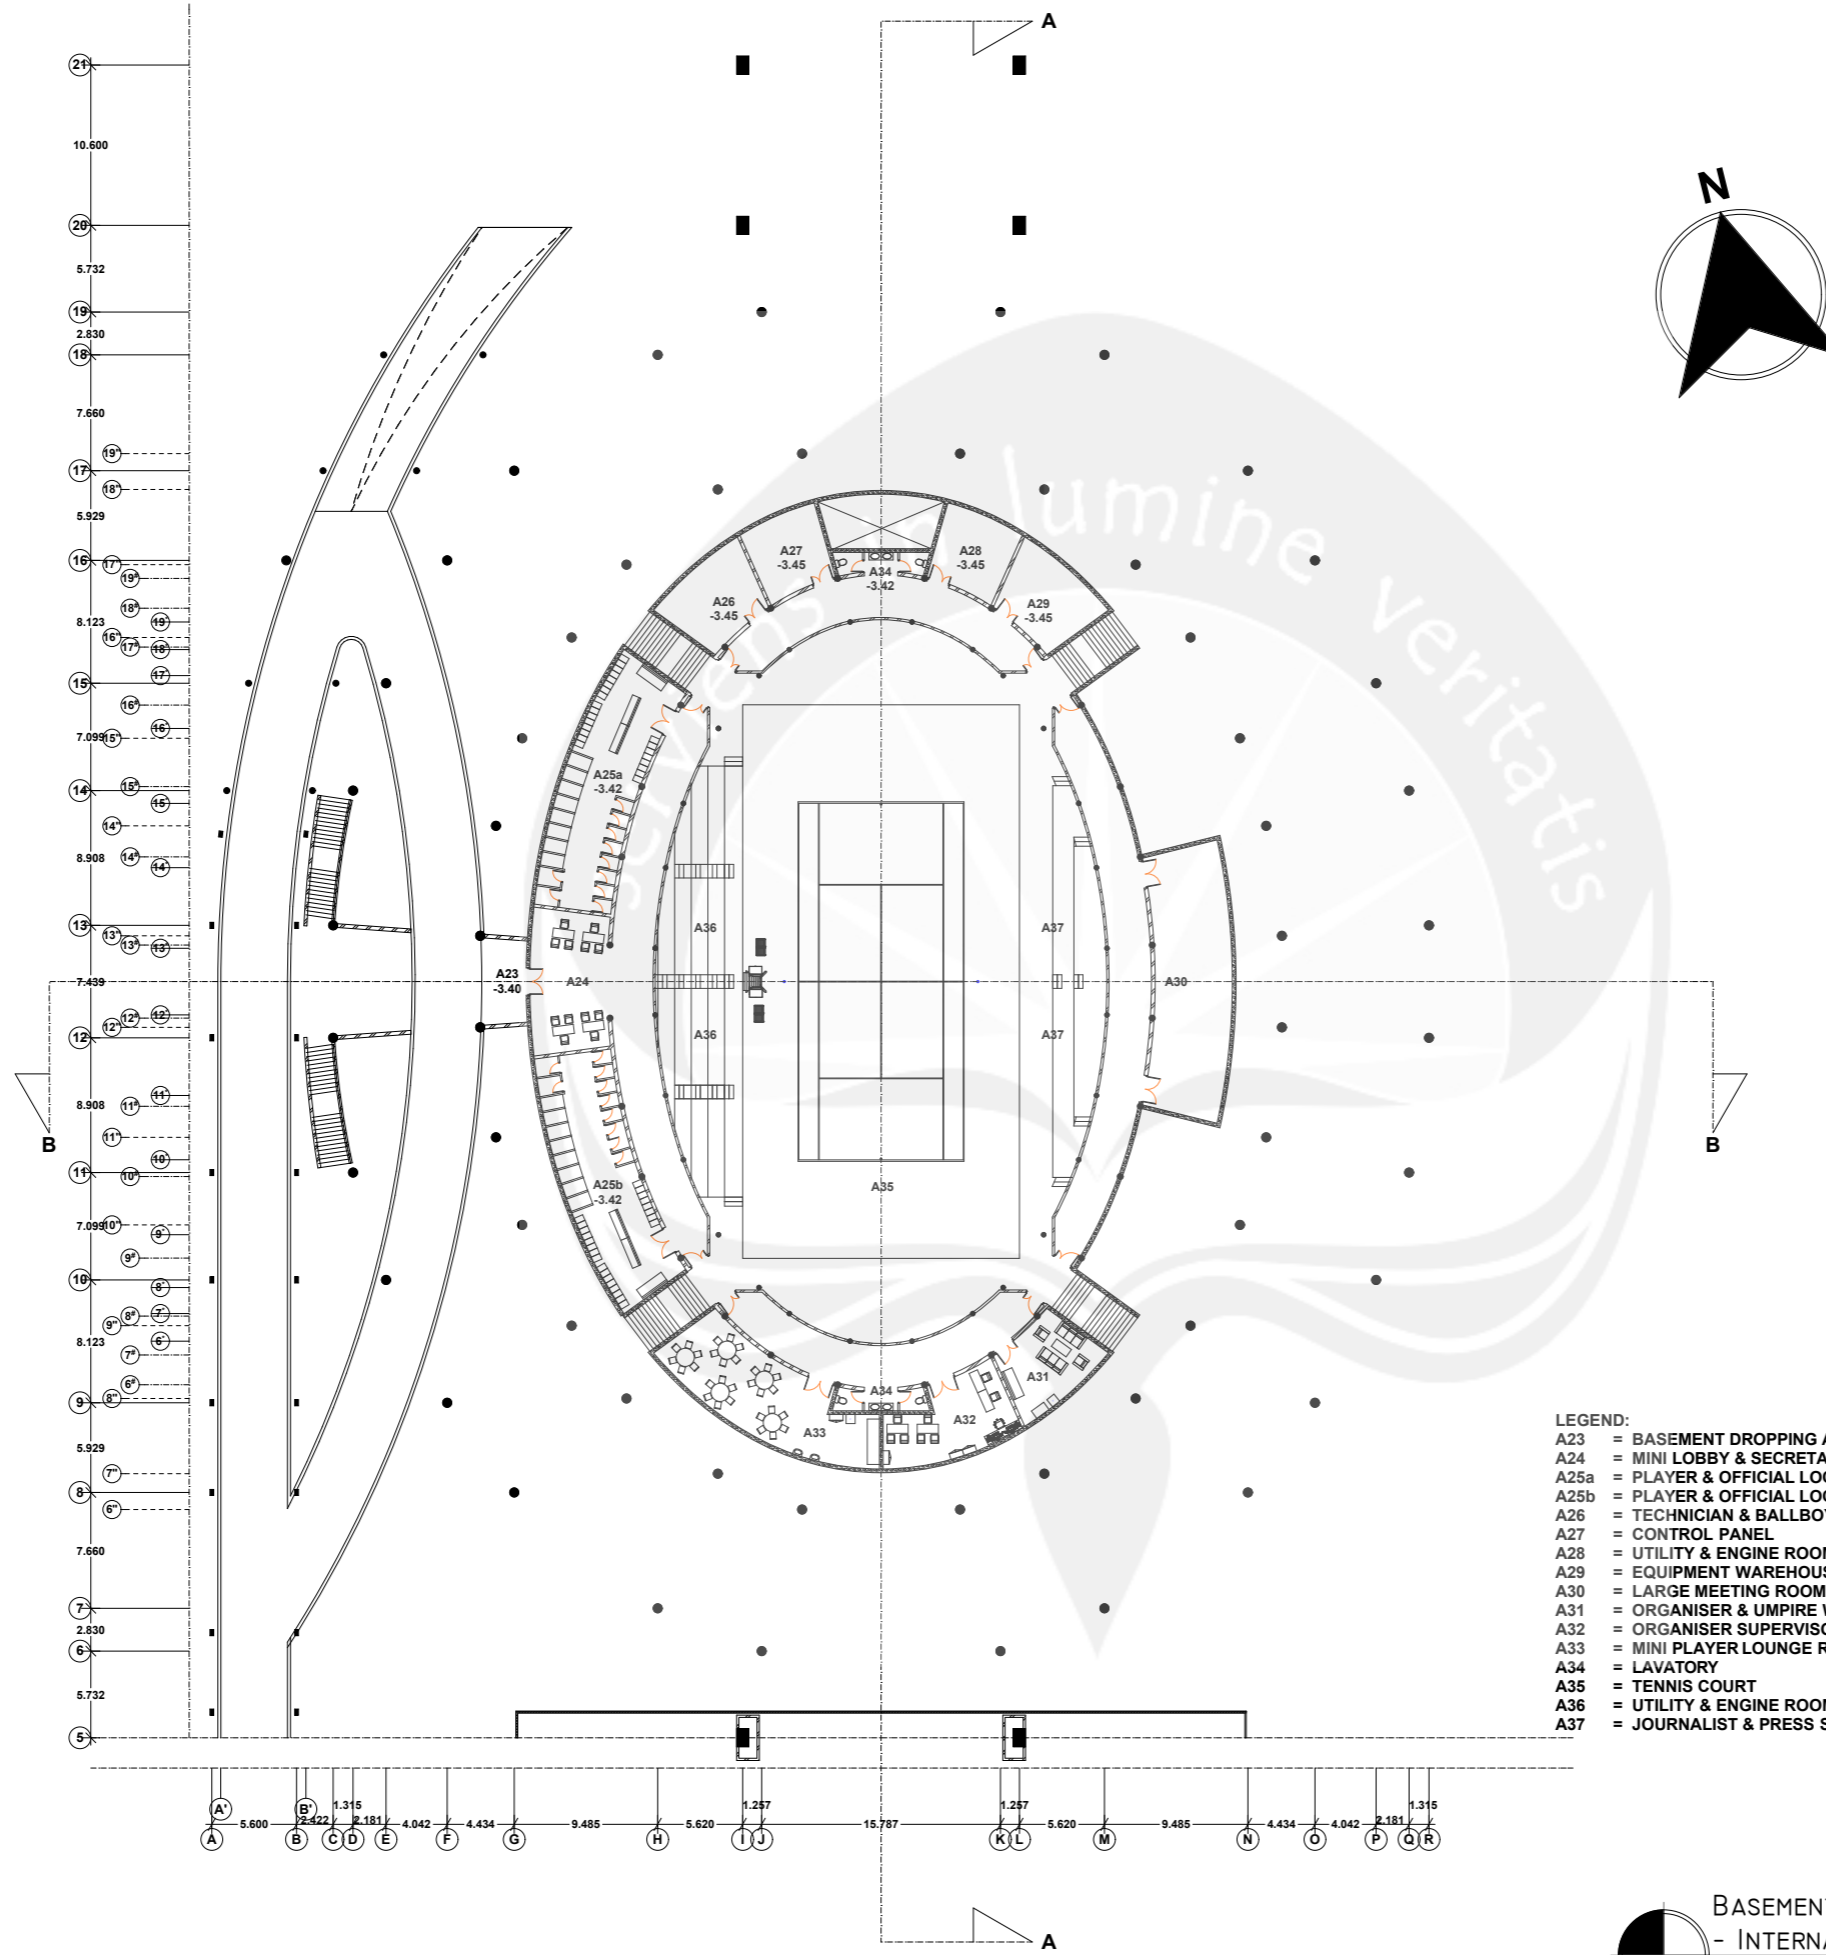 A
21
10.600
20
5.732
19
2.830
18
7.660
19"
17
18"
5.929
16
17"
19#
18#
8.123
19'
16"
17#
18'
17'
15
16#
16'
7.099
15"
14
15#
15'
14"
8.908
14#
14'
13
13"
13#
13'
7.439
12#
12'
12"
12
11'
8.908
11#
11"
10'
11
10#
7.099
10"
9'
9#
10
8'
8#
7'
9"
8.123
6'
7#
6#
8"
9
5.929
7"
8
6"
7.660
7
2.830
6
5.732
5
N
serviens in lumine veritatis
A27
-3.45
A28
-3.45
A34
-3.42
A26
-3.45
A29
-3.45
A25a
-3.42
A36
A37
A23
-3.40
A24
A30
A36
A37
B
B
A25b
-3.42
A35
A34
A31
A32
A33
LEGEND:
A23 = BASEMENT DROPPING
A24 = MINI LOBBY &
A25a = PLAYER & OFFICIAL
A25b = PLAYER & OFFICIAL
A26 = TECHNICIAN &
A27 = CONTROL PANEL
A28 = UTILITY & ENGINE
A29 = EQUIPMENT
A30 = LARGE MEETING ROOM
A31 = ORGANISER & UMPIRE
A32 = ORGANISER
A33 = MINI PLAYER LOUNGE
A34 = LAVATORY
A35 = TENNIS COURT
A36 = UTILITY & ENGINE
A37 = JOURNALIST & PRESS
A' B' 1.315 1.257 1.257 1.315
5.600 2.422 2.181 4.042 4.434 9.485 5.620 15.787 5.620 9.485 4.434 4.042 2.181
A B C D E F G H I J K L M N O P Q R
BASEMENT
-
A